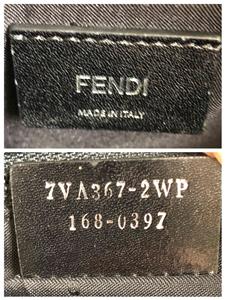 FENDI
MADE IN ITALY
7VA367-2WP
168-0397